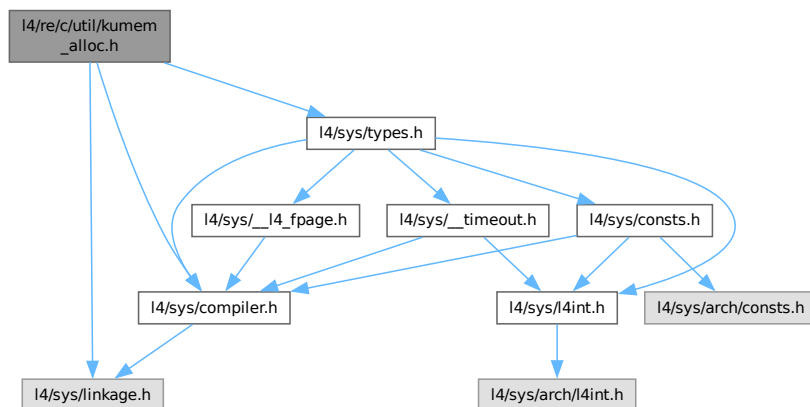 l4/re/c/util/kumem
_alloc.h
l4/sys/types.h
l4/sys/__l4_fpage.h
l4/sys/__timeout.h
l4/sys/consts.h
l4/sys/compiler.h
l4/sys/l4int.h
l4/sys/arch/consts.h
l4/sys/linkage.h
l4/sys/arch/l4int.h